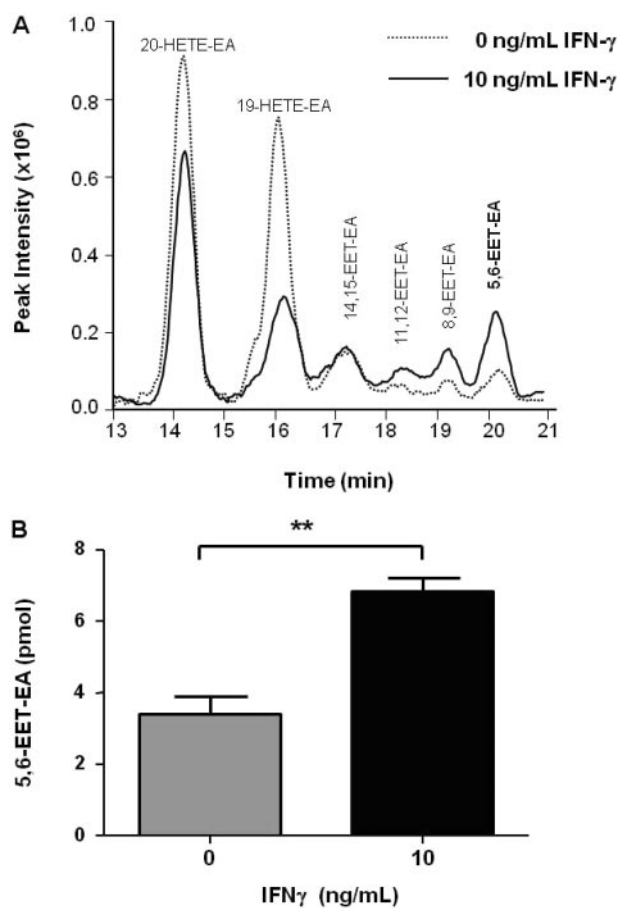 A
Peak Intensity (x10⁶)
1.0
0.8
0.6
0.4
0.2
0.0
20-HETE-EA
19-HETE-EA
14,15-EET-EA
11,12-EET-EA
8,9-EET-EA
5,6-EET-EA
0 ng/mL IFN-γ
10 ng/mL IFN-γ
13 14 15 16 17 18 19 20 21
Time (min)
B
5,6-EET-EA (pmol)
8
6
4
2
0
**
0 10
IFNγ (ng/mL)